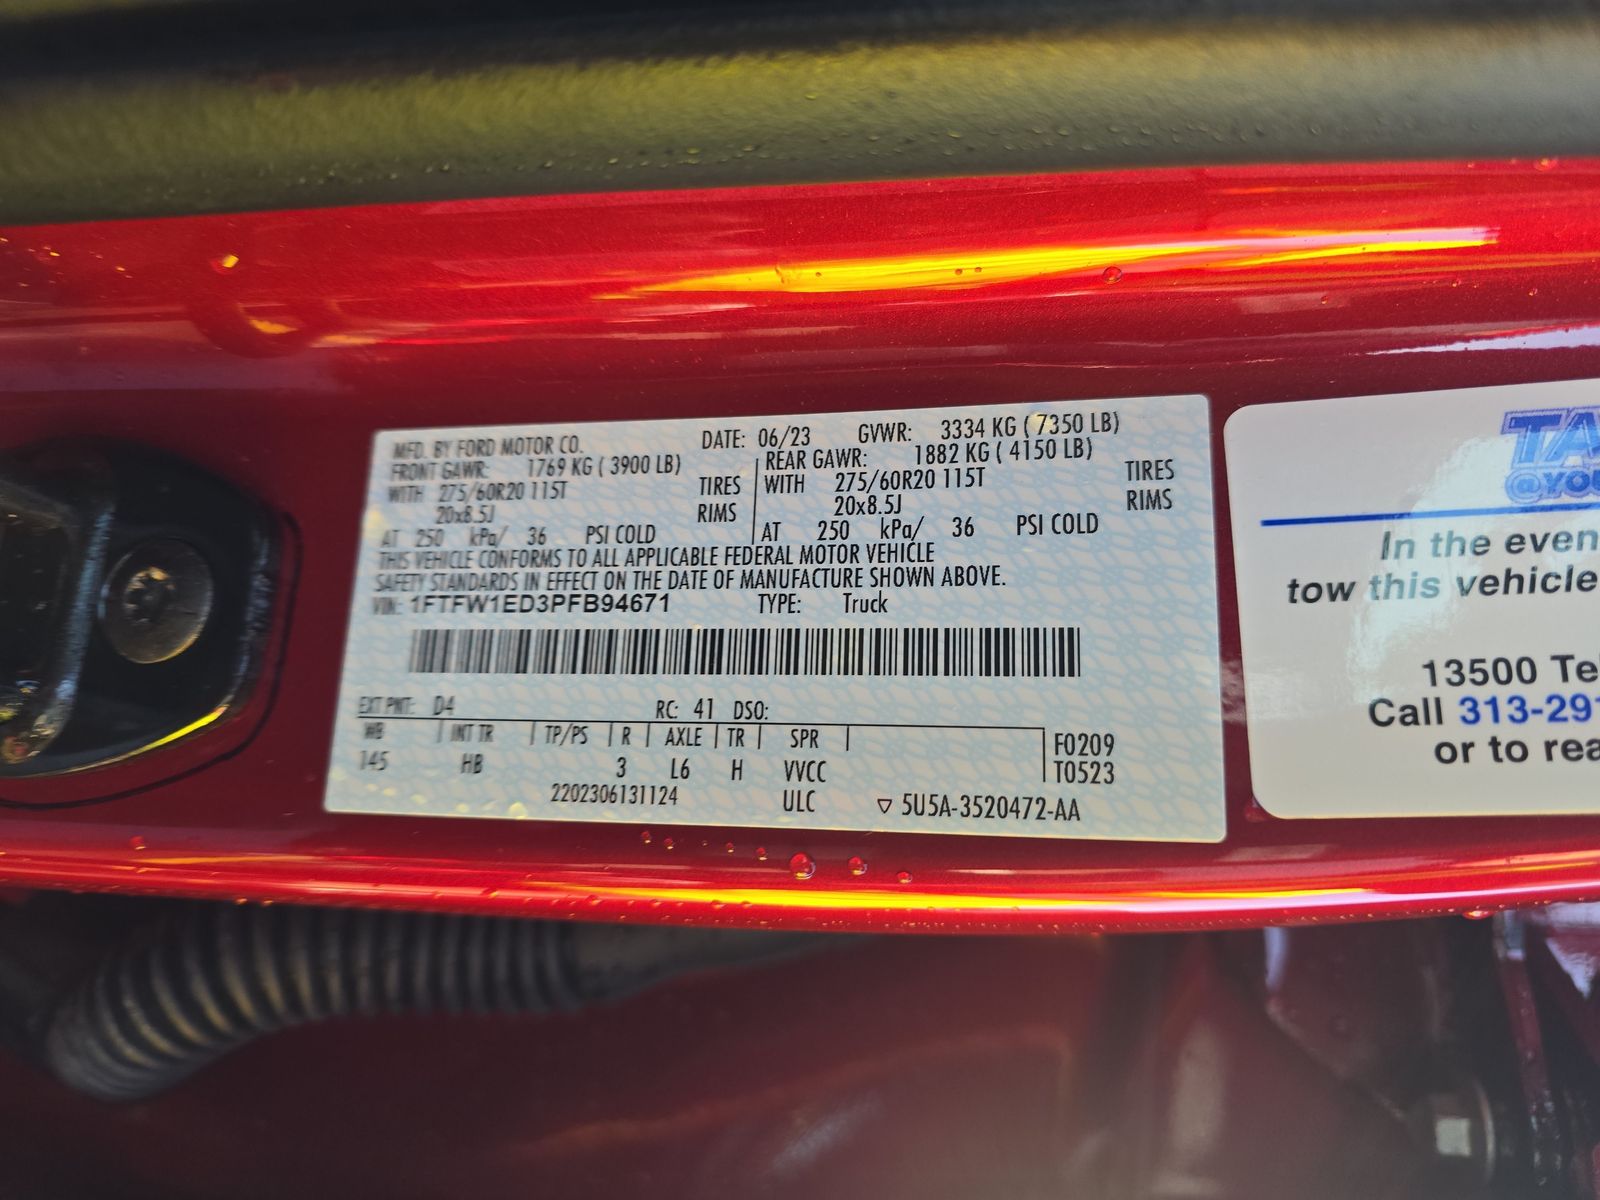 MFD. BY FORD MOTOR CO. DATE: 06/23 GVWR: 3334 KG ( 7350 LB)
FRONT GAWR: 1769 KG ( 3900 LB) REAR GAWR: 1882 KG ( 4150 LB)
WITH 275/60R20 115T TIRES WITH 275/60R20 115T TIRES
20x8.5J RIMS 20x8.5J RIMS
AT 250 kPa/ 36 PSI COLD AT 250 kPa/ 36 PSI COLD
THIS VEHICLE CONFORMS TO ALL APPLICABLE FEDERAL MOTOR VEHICLE
SAFETY STANDARDS IN EFFECT ON THE DATE OF MANUFACTURE SHOWN ABOVE.
VIN: 1FTFW1ED3PFB94671 TYPE: Truck
EXT PNT: D4 RC: 41 DSO:
WB INT TR TP/PS R AXLE TR SPR F0209
145 HB 3 L6 H VVCC T0523
2202306131124 ULC ▽ 5U5A-3520472-AA
TA
@YOU
In the even
tow this vehicle
13500 Te
Call 313-291
or to rea